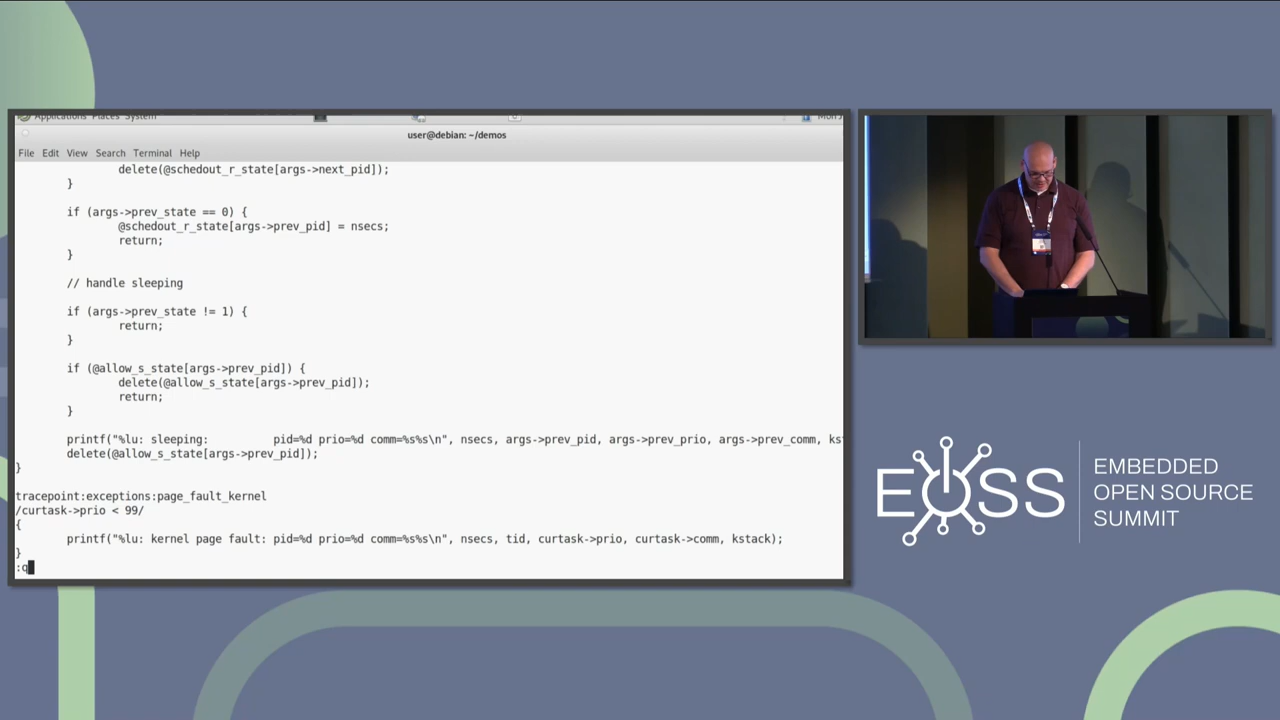 Applications Places System
user@debian: ~/demos
File Edit View Search Terminal Help
delete(@schedout_r_state[args->next_pid]);
}
if (args->prev_state == 0) {
@schedout_r_state[args->prev_pid] = nsecs;
return;
}
// handle sleeping
if (args->prev_state != 1) {
return;
}
if (@allow_s_state[args->prev_pid]) {
delete(@allow_s_state[args->prev_pid]);
return;
}
printf("%lu: sleeping:          pid=%d prio=%d comm=%s%s\n", nsecs, args->prev_pid, args->prev_prio, args->prev_comm,
delete(@allow_s_state[args->prev_pid]);
}
tracepoint:exceptions:page_fault_kernel
/curtask->prio < 99/
{
printf("%lu: kernel page fault: pid=%d prio=%d comm=%s%s\n", nsecs, tid, curtask->prio, curtask->comm, kstack);
}
:q
EOSS
EMBEDDED
OPEN SOURCE
SUMMIT